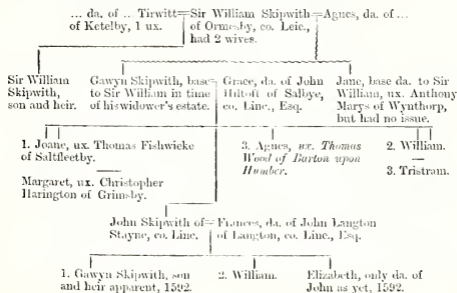 ... da. of ... Tirwitt=Sir William Skipwith=Agnes, da. of ...
of Ketelby, 1 ux. of Ormesby, co. Leic.,
had 2 wives.
Sir William
Skipwith,
son and heir.
Gawyn Skipwith, base=
to Sir William in time
of his widower's estate.
Grace, da. of John
Hiltoft of Salbye,
co. Linc., Esq.
Jane, base da. to Sir
William, ux. Anthony
Marys of Wynthorp,
but had no issue.
1. Joane, ux. Thomas Fishwicke
of Saltfleetby.
Margaret, ux. Christopher
Harington of Grimsby.
3. Agnes, ux. Thomas
Wood of Barton upon
Humber.
2. William.
3. Tristram.
John Skipwith of=Frances, da. of John Langton
Stayne, co. Linc. of Langton, co. Linc., Esq.
1. Gawyn Skipwith, son
and heir apparent, 1592.
2. William.
Elizabeth, only da. of
John as yet, 1592.